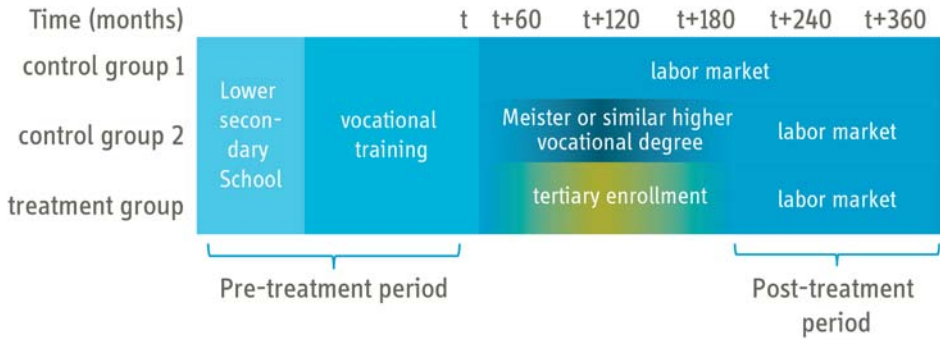 Time (months) t t+60 t+120 t+180 t+240 t+360
control group 1
labor market
Lower
secon-
dary
School
vocational
training
control group 2
Meister or similar higher
vocational degree
labor market
treatment group
tertiary enrollment
labor market
Pre-treatment period
Post-treatment
period